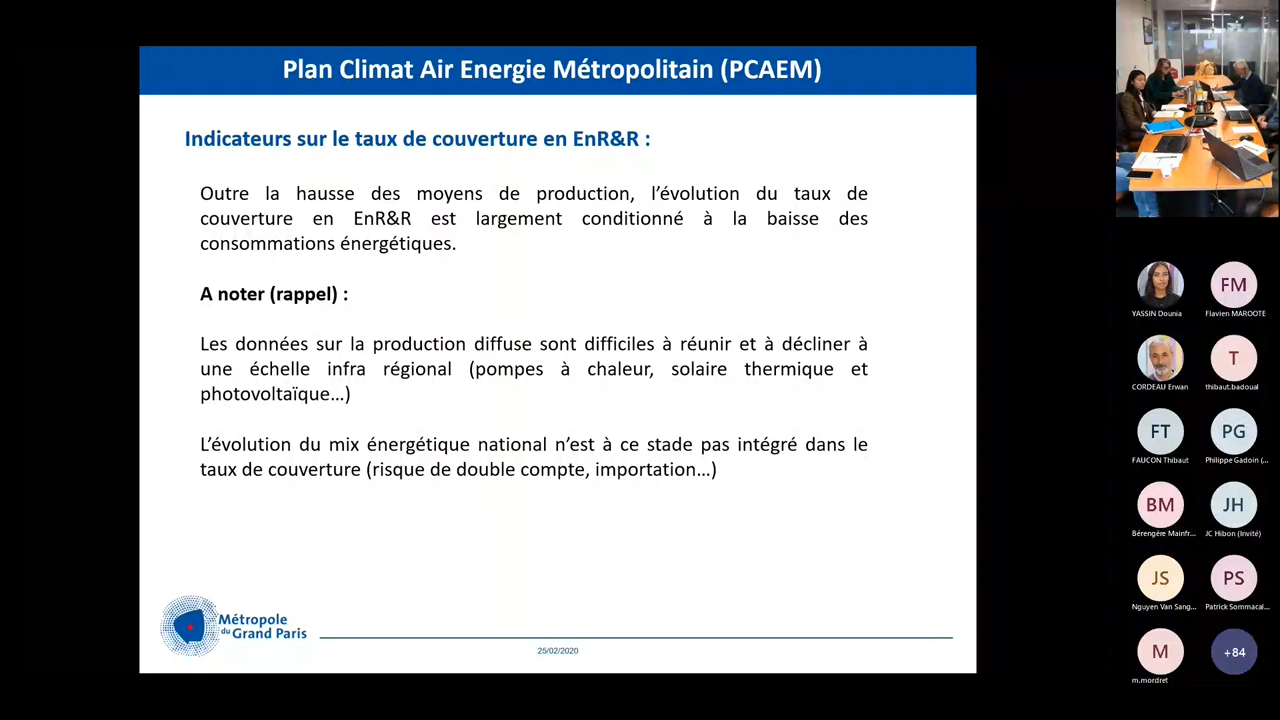 Plan Climat Air Energie Métropolitain (PCAEM)
Indicateurs sur le taux de couverture en EnR&R :
Outre la hausse des moyens de production, l’évolution du taux de
couverture en EnR&R est largement conditionné à la baisse des
consommations énergétiques.
A noter (rappel) :
Les données sur la production diffuse sont difficiles à réunir et à décliner à
une échelle infra régional (pompes à chaleur, solaire thermique et
photovoltaïque…)
L’évolution du mix énergétique national n’est à ce stade pas intégré dans le
taux de couverture (risque de double compte, importation…)
Métropole
du Grand Paris
25/02/2020
FM
YASSIN Dounia
Flavien MAROOTE
T
CORDEAU Erwan
thibaut.badoual
FT
PG
FAUCON Thibaut
Philippe Gadoin (...
BM
JH
Bérengère Mainfr...
JC Hibon (Invité)
JS
PS
Nguyen Van Sang...
Patrick Sommacal...
M
+84
m.mordret